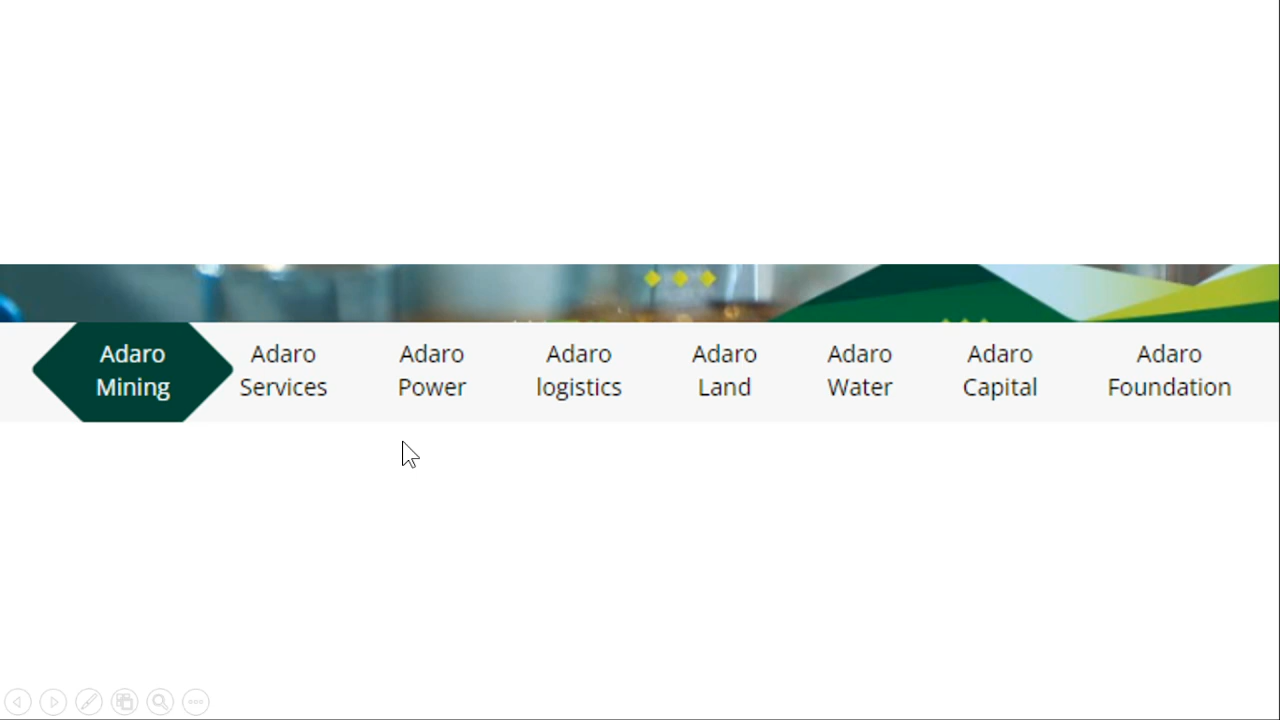 Adaro
Mining
Adaro
Services
Adaro
Power
Adaro
logistics
Adaro
Land
Adaro
Water
Adaro
Capital
Adaro
Foundation